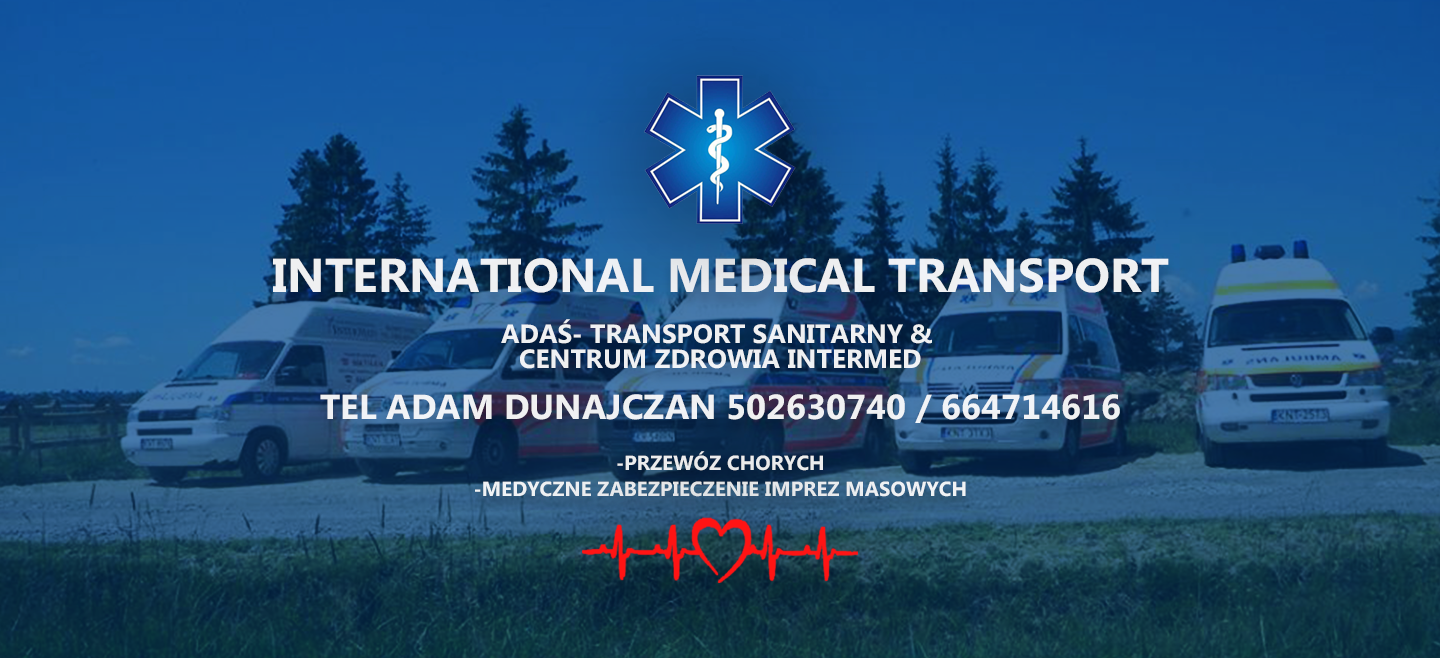 INTERNATIONAL MEDICAL TRANSPORT
ADAŚ- TRANSPORT SANITARNY &
CENTRUM ZDROWIA INTERMED
TEL ADAM DUNAJCZAN 502630740 / 664714616
-PRZEWÓZ CHORYCH
-MEDYCZNE ZABEZPIECZENIE IMPREZ MASOWYCH